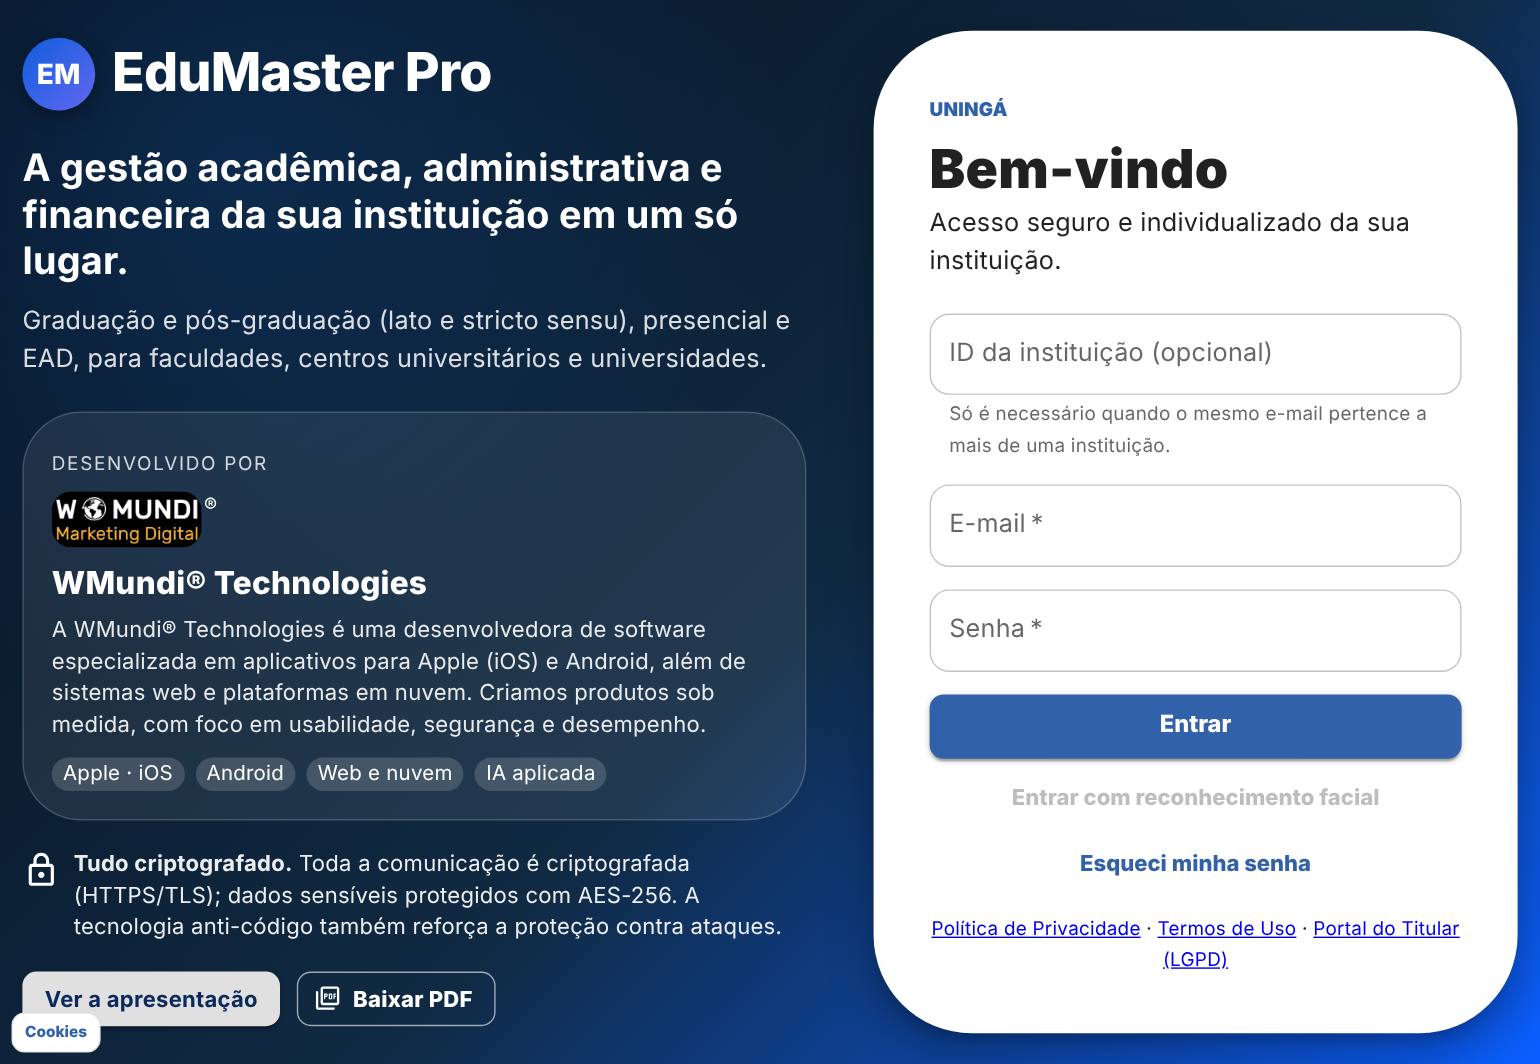 EM
EduMaster Pro
A gestão acadêmica, administrativa e
financeira da sua instituição em um só
lugar.
Graduação e pós-graduação (lato e stricto sensu), presencial e
EAD, para faculdades, centros universitários e universidades.
DESENVOLVIDO POR
W MUNDI ®
Marketing Digital
WMundi® Technologies
A WMundi® Technologies é uma desenvolvedora de software
especializada em aplicativos para Apple (iOS) e Android, além de
sistemas web e plataformas em nuvem. Criamos produtos sob
medida, com foco em usabilidade, segurança e desempenho.
Apple · iOS Android Web e nuvem IA aplicada
Tudo criptografado. Toda a comunicação é criptografada
(HTTPS/TLS); dados sensíveis protegidos com AES-256. A
tecnologia anti-código também reforça a proteção contra ataques.
Ver a apresentação
PDF Baixar PDF
Cookies
UNINGÁ
Bem-vindo
Acesso seguro e individualizado da sua
instituição.
ID da instituição (opcional)
Só é necessário quando o mesmo e-mail pertence a
mais de uma instituição.
E-mail *
Senha *
Entrar
Entrar com reconhecimento facial
Esqueci minha senha
Política de Privacidade · Termos de Uso · Portal do Titular
(LGPD)